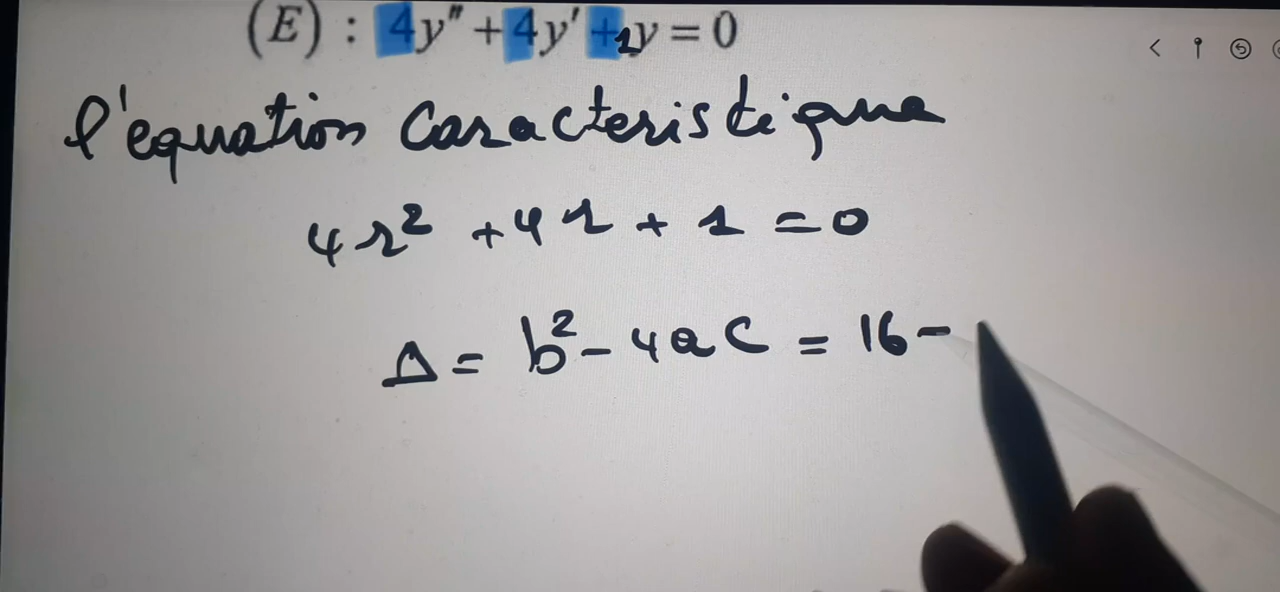 (E) : 4y" + 4y' + 1y = 0
l'equation caracteristique
4r² + 4r + 1 = 0
Δ = b² - 4ac = 16 -